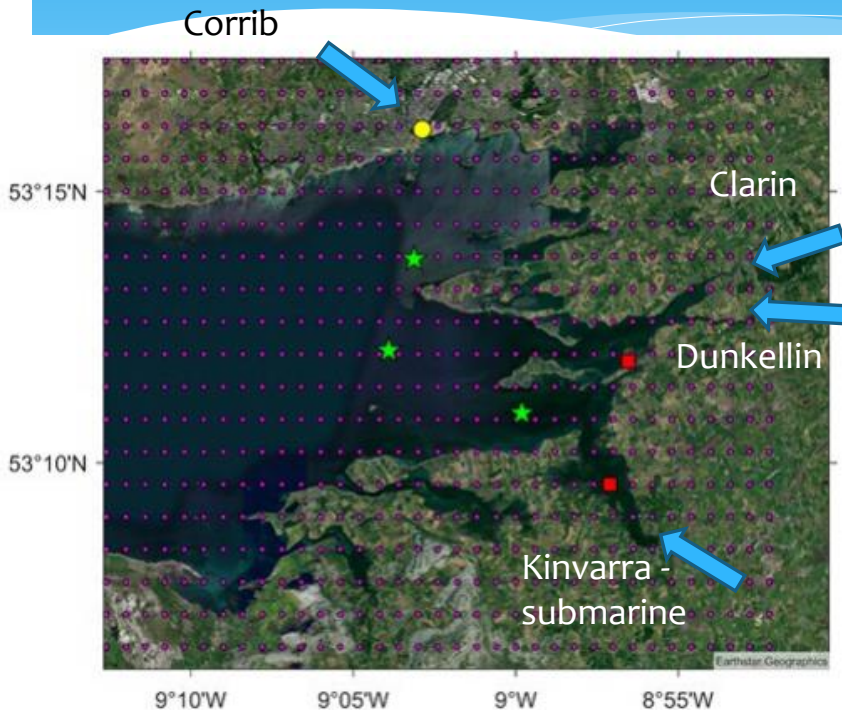 Corrib
53°15'N
Clarin
Dunkellin
53°10'N
Kinvarra -
submarine
Earthstar Geographics
9°10'W
9°05'W
9°W
8°55'W